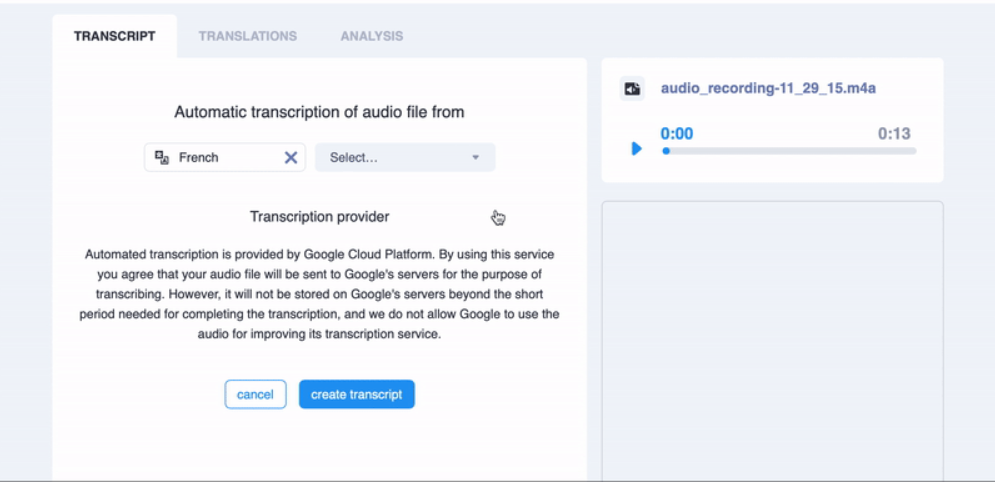 TRANSCRIPT TRANSLATIONS ANALYSIS
Automatic transcription of audio file from
French Select...
Transcription provider
Automated transcription is provided by Google Cloud Platform. By using this service
you agree that your audio file will be sent to Google's servers for the purpose of
transcribing. However, it will not be stored on Google's servers beyond the short
period needed for completing the transcription, and we do not allow Google to use the
audio for improving its transcription service.
cancel create transcript
audio_recording-11_29_15.m4a
0:00 0:13